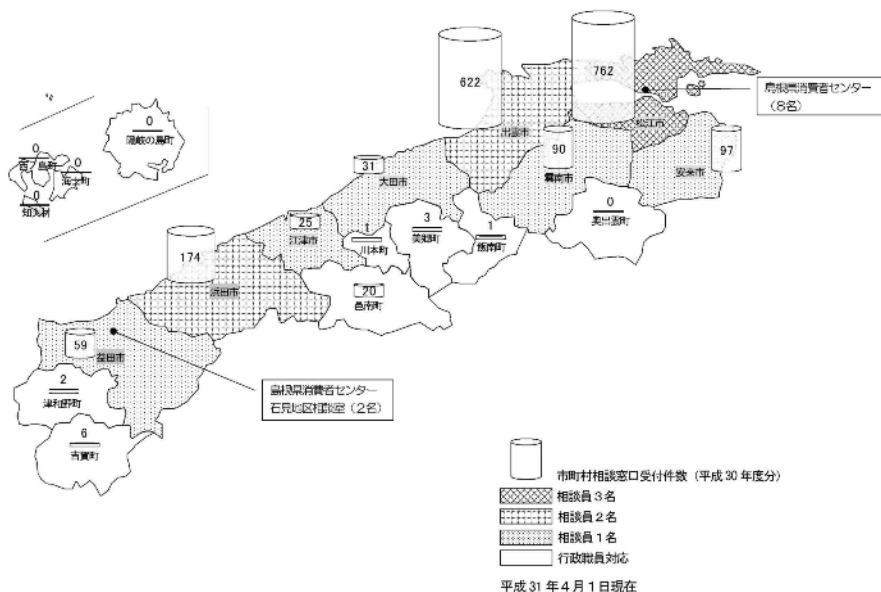 622
762
島根県消費者センター
(8名)
出雲市
松江市
0
隠岐の島町
0
西ノ島町
0
海士町
0
知夫村
31
大田市
90
雲南市
97
安来市
0
奥出雲町
25
江津市
1
川本町
3
美郷町
1
飯南町
174
浜田市
20
邑南町
59
益田市
島根県消費者センター
石見地区相談室(2名)
2
津和野町
6
吉賀町
市町村相談窓口受付件数(平成30年度分)
相談員3名
相談員2名
相談員1名
行政職員対応
平成31年4月1日現在